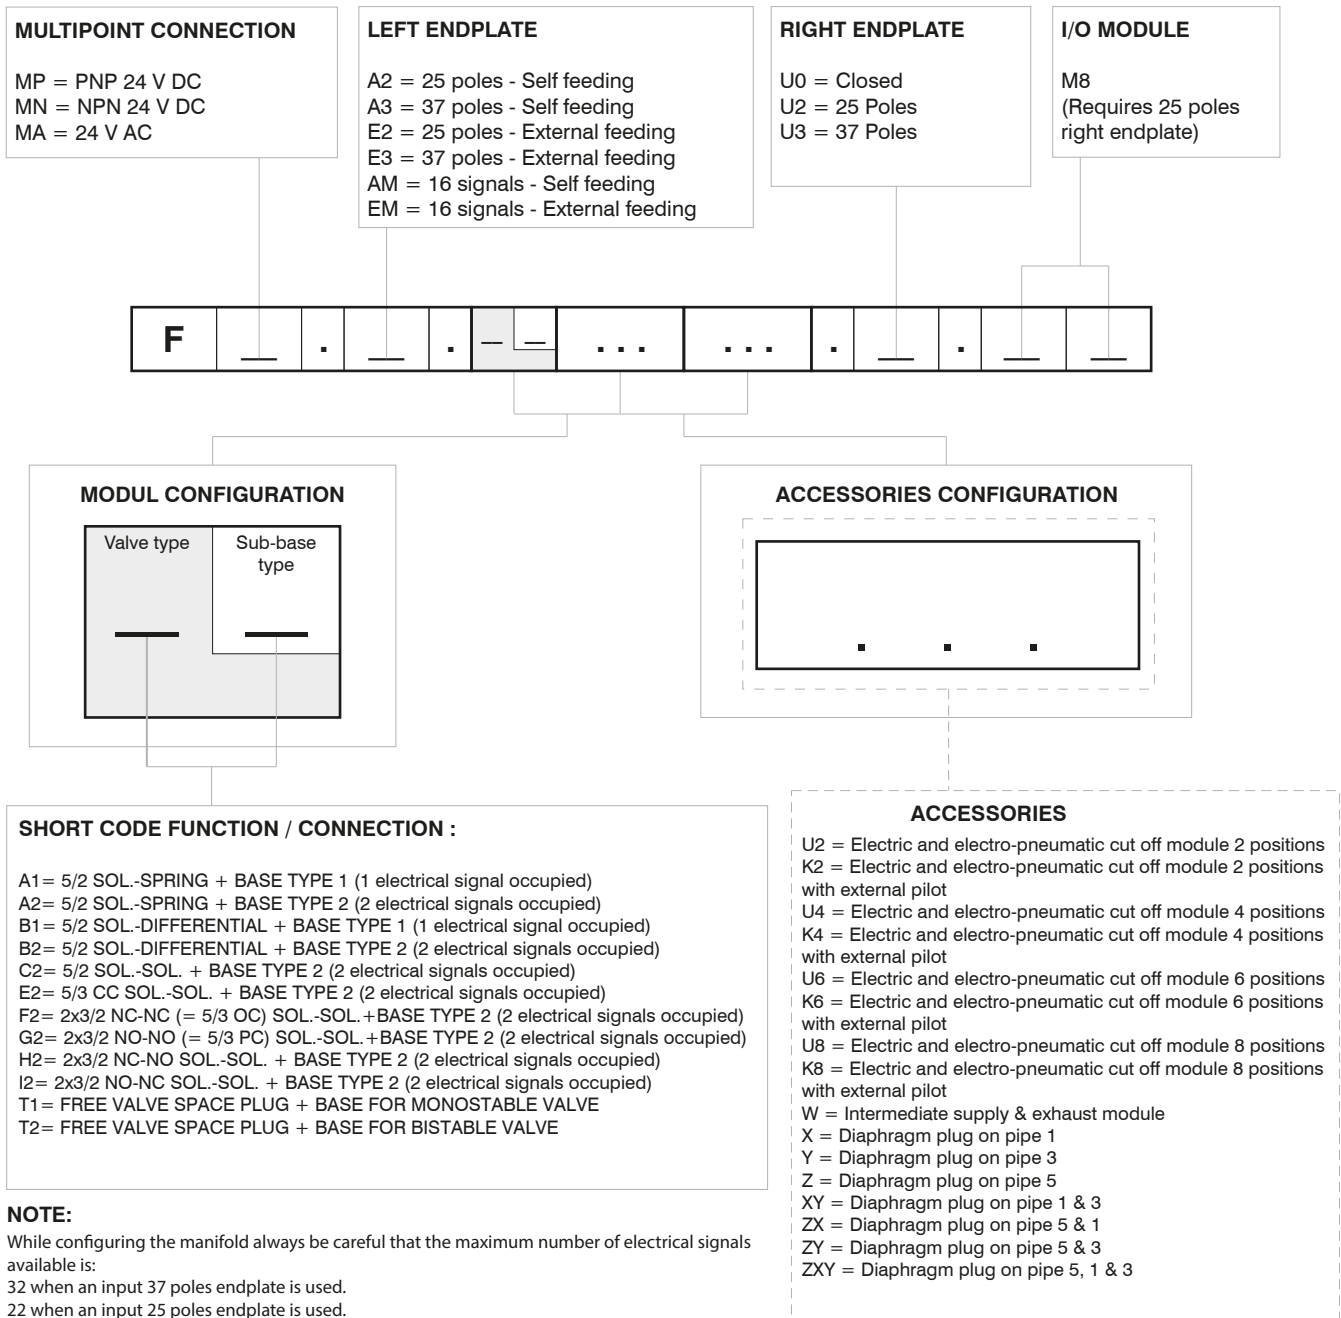 MULTIPOINT CONNECTION
MP = PNP 24 V DC
MN = NPN 24 V DC
MA = 24 V AC
LEFT ENDPLATE
A2 = 25 poles - Self feeding
A3 = 37 poles - Self feeding
E2 = 25 poles - External feeding
E3 = 37 poles - External feeding
AM = 16 signals - Self feeding
EM = 16 signals - External feeding
RIGHT ENDPLATE
U0 = Closed
U2 = 25 Poles
U3 = 37 Poles
I/O MODULE
M8
(Requires 25 poles
right endplate)
F __ . __ . _ _ . . . . . . . __ . __ __
MODUL CONFIGURATION
Valve type
Sub-base
type
ACCESSORIES CONFIGURATION
. . .
SHORT CODE FUNCTION / CONNECTION :
A1= 5/2 SOL.-SPRING + BASE TYPE 1 (1 electrical signal occupied)
A2= 5/2 SOL.-SPRING + BASE TYPE 2 (2 electrical signals occupied)
B1= 5/2 SOL.-DIFFERENTIAL + BASE TYPE 1 (1 electrical signal occupied)
B2= 5/2 SOL.-DIFFERENTIAL + BASE TYPE 2 (2 electrical signals occupied)
C2= 5/2 SOL.-SOL. + BASE TYPE 2 (2 electrical signals occupied)
E2= 5/3 CC SOL.-SOL. + BASE TYPE 2 (2 electrical signals occupied)
F2= 2x3/2 NC-NC (= 5/3 OC) SOL.-SOL.+BASE TYPE 2 (2 electrical signals occupied)
G2= 2x3/2 NO-NO (= 5/3 PC) SOL.-SOL.+BASE TYPE 2 (2 electrical signals occupied)
H2= 2x3/2 NC-NO SOL.-SOL. + BASE TYPE 2 (2 electrical signals occupied)
I2= 2x3/2 NO-NC SOL.-SOL. + BASE TYPE 2 (2 electrical signals occupied)
T1= FREE VALVE SPACE PLUG + BASE FOR MONOSTABLE VALVE
T2= FREE VALVE SPACE PLUG + BASE FOR BISTABLE VALVE
ACCESSORIES
U2 = Electric and electro-pneumatic cut off module 2 positions
K2 = Electric and electro-pneumatic cut off module 2 positions
with external pilot
U4 = Electric and electro-pneumatic cut off module 4 positions
K4 = Electric and electro-pneumatic cut off module 4 positions
with external pilot
U6 = Electric and electro-pneumatic cut off module 6 positions
K6 = Electric and electro-pneumatic cut off module 6 positions
with external pilot
U8 = Electric and electro-pneumatic cut off module 8 positions
K8 = Electric and electro-pneumatic cut off module 8 positions
with external pilot
W = Intermediate supply & exhaust module
X = Diaphragm plug on pipe 1
Y = Diaphragm plug on pipe 3
Z = Diaphragm plug on pipe 5
XY = Diaphragm plug on pipe 1 & 3
ZX = Diaphragm plug on pipe 5 & 1
ZY = Diaphragm plug on pipe 5 & 3
ZXY = Diaphragm plug on pipe 5, 1 & 3
NOTE:
While configuring the manifold always be careful that the maximum number of electrical signals
available is:
32 when an input 37 poles endplate is used.
22 when an input 25 poles endplate is used.